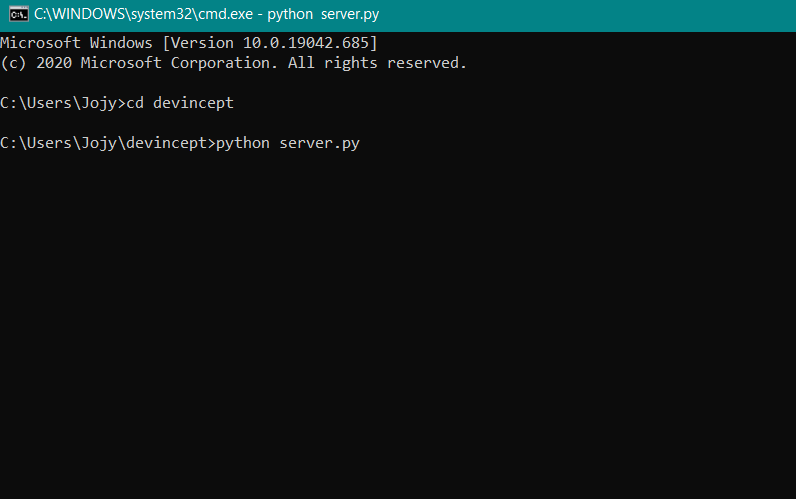 C:\WINDOWS\system32\cmd.exe - python  server.py
Microsoft Windows [Version 10.0.19042.685]
(c) 2020 Microsoft Corporation. All rights reserved.
C:\Users\Jojy>cd devincept
C:\Users\Jojy\devincept>python server.py